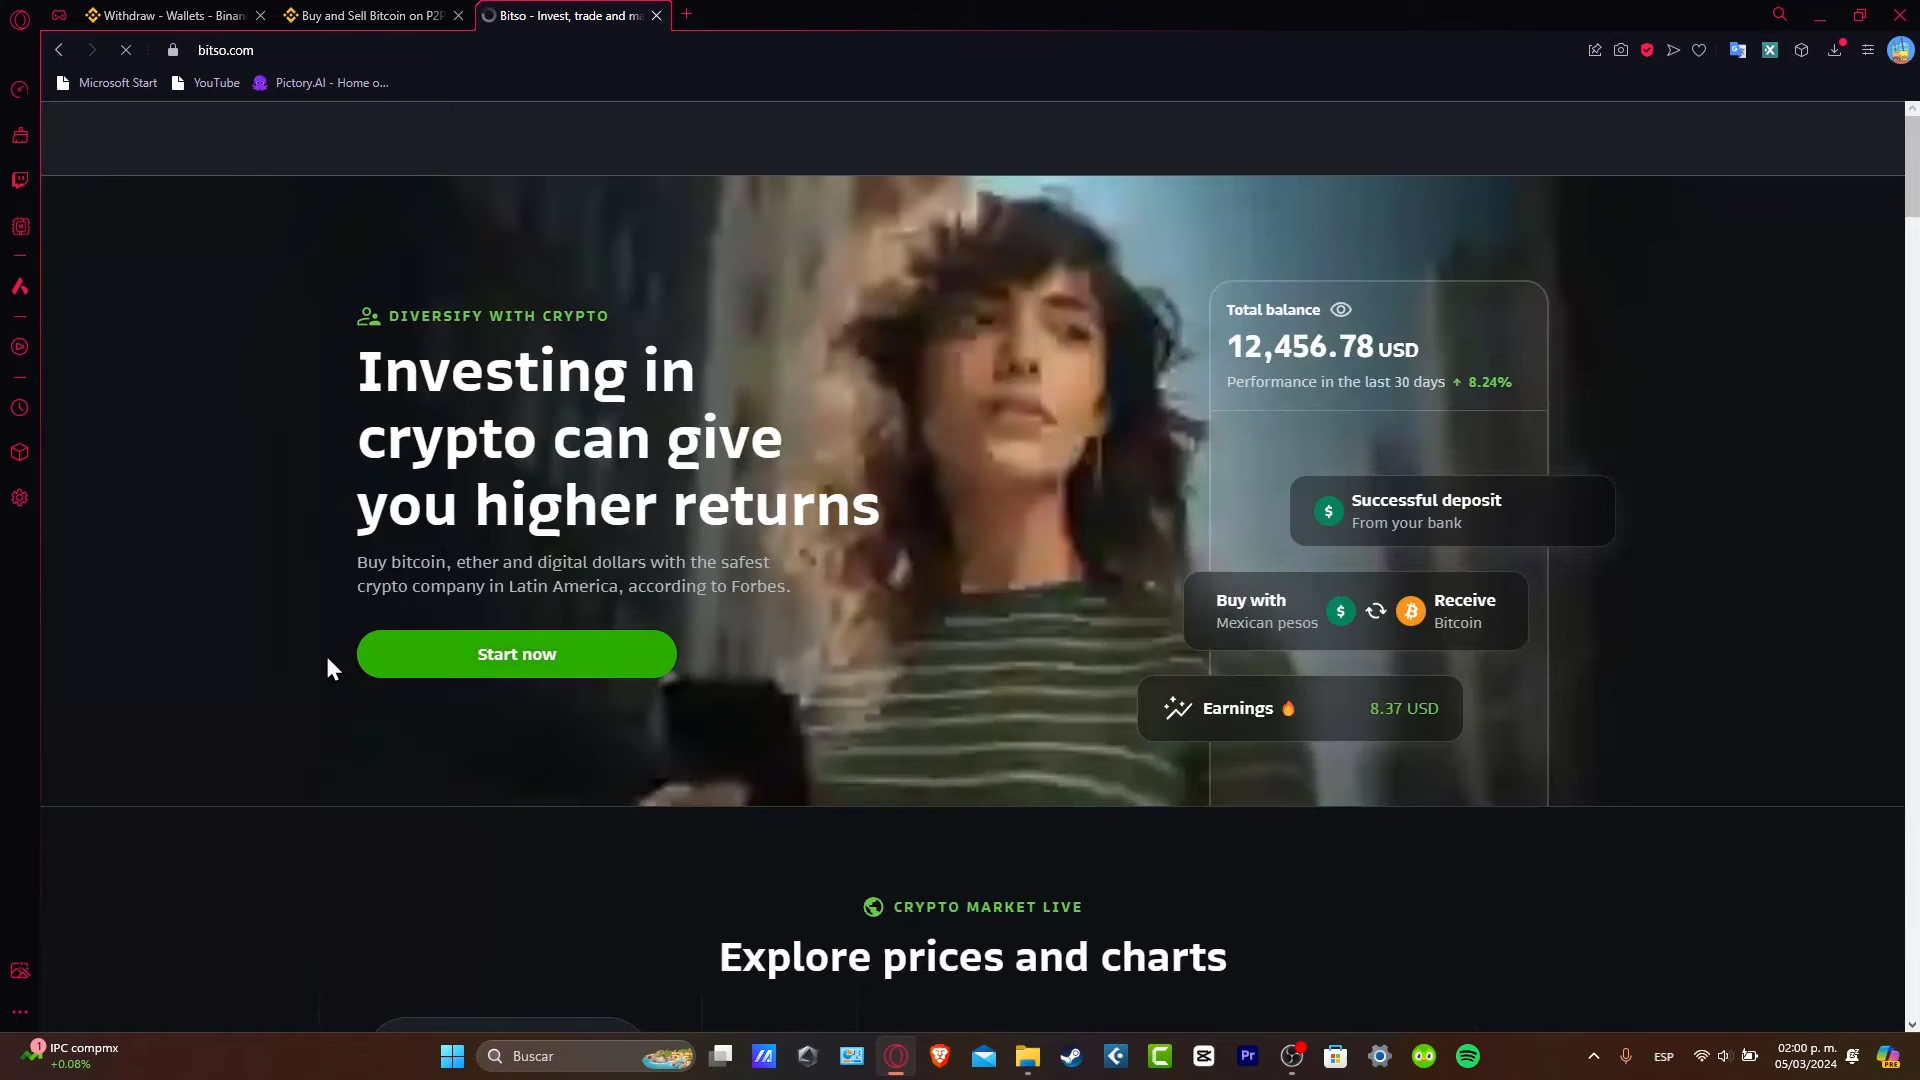 Withdraw - Wallets - Binan
Buy and Sell Bitcoin on P2P
Bitso - Invest, trade and ma
bitso.com
Microsoft Start
YouTube
Pictory.AI - Home o...
DIVERSIFY WITH CRYPTO
Investing in
crypto can give
you higher returns
Buy bitcoin, ether and digital dollars with the safest
crypto company in Latin America, according to Forbes.
Start now
Total balance
12,456.78 USD
Performance in the last 30 days 8.24%
Successful deposit
From your bank
Buy with
Mexican pesos
Receive
Bitcoin
Earnings
8.37 USD
CRYPTO MARKET LIVE
Explore prices and charts
1
IPC compmx
+0.08%
Buscar
Pr
ESP
02:00 p. m.
05/03/2024
PRE